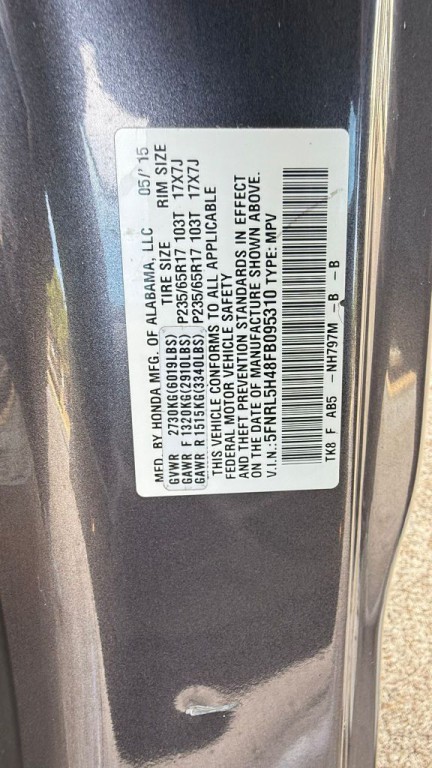 MFD BY HONDA MFG. OF ALABAMA, LLC 05/'15
GVWR 2730KG(6019LBS) TIRE SIZE RIM SIZE
GAWR F 1320KG(2910LBS) P235/65R17 103T 17X7J
GAWR R 1515KG(3340LBS) P235/65R17 103T 17X7J
THIS VEHICLE CONFORMS TO ALL APPLICABLE
FEDERAL MOTOR VEHICLE SAFETY
AND THEFT PREVENTION STANDARDS IN EFFECT
ON THE DATE OF MANUFACTURE SHOWN ABOVE.
V.I.N.:5FNRL5H48FB095310 TYPE: MPV
TK8 F AB5 -NH797M -B -B